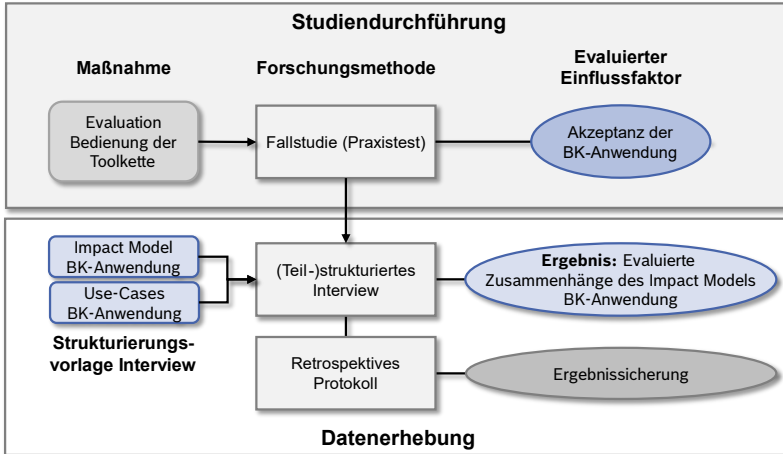 Studiendurchführung
Maßnahme
Forschungsmethode
Evaluierter
Einflussfaktor
Evaluation
Bedienung der
Toolkette
Fallstudie (Praxistest)
Akzeptanz der
BK-Anwendung
Impact Model
BK-Anwendung
Use-Cases
BK-Anwendung
Strukturierungs-
vorlage Interview
(Teil-)strukturiertes
Interview
Ergebnis: Evaluierte
Zusammenhänge des Impact Models
BK-Anwendung
Retrospektives
Protokoll
Ergebnissicherung
Datenerhebung